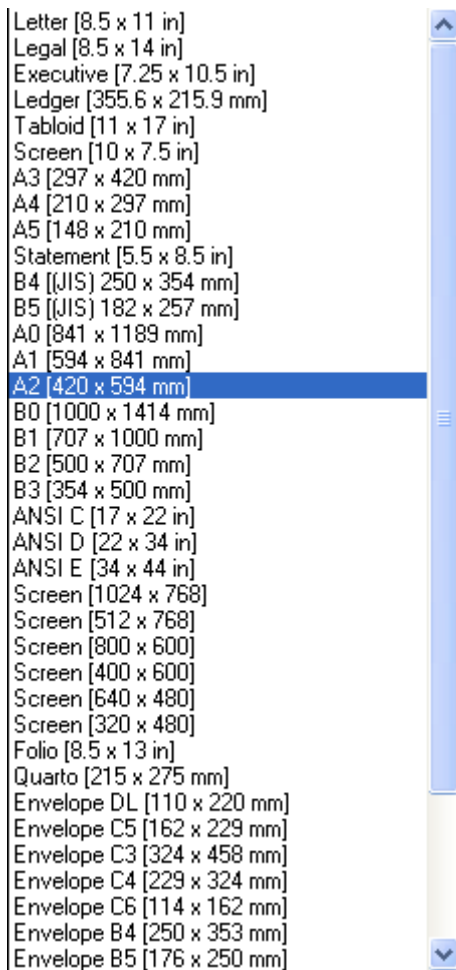 Letter [8.5 x 11 in]
Legal [8.5 x 14 in]
Executive [7.25 x 10.5 in]
Ledger [355.6 x 215.9 mm]
Tabloid [11 x 17 in]
Screen [10 x 7.5 in]
A3 [297 x 420 mm]
A4 [210 x 297 mm]
A5 [148 x 210 mm]
Statement [5.5 x 8.5 in]
B4 [(JIS) 250 x 354 mm]
B5 [(JIS) 182 x 257 mm]
A0 [841 x 1189 mm]
A1 [594 x 841 mm]
A2 [420 x 594 mm]
B0 [1000 x 1414 mm]
B1 [707 x 1000 mm]
B2 [500 x 707 mm]
B3 [354 x 500 mm]
ANSI C [17 x 22 in]
ANSI D [22 x 34 in]
ANSI E [34 x 44 in]
Screen [1024 x 768]
Screen [512 x 768]
Screen [800 x 600]
Screen [400 x 600]
Screen [640 x 480]
Screen [320 x 480]
Folio [8.5 x 13 in]
Quarto [215 x 275 mm]
Envelope DL [110 x 220 mm]
Envelope C5 [162 x 229 mm]
Envelope C3 [324 x 458 mm]
Envelope C4 [229 x 324 mm]
Envelope C6 [114 x 162 mm]
Envelope B4 [250 x 353 mm]
Envelope B5 [176 x 250 mm]